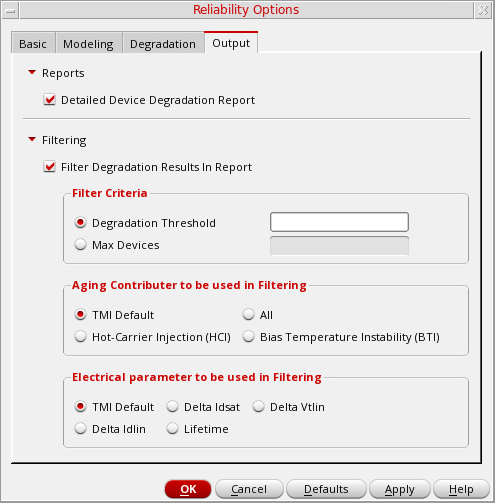 Reliability Options
Basic Modeling Degradation Output
Reports
Detailed Device Degradation Report
Filtering
Filter Degradation Results In Report
Filter Criteria
Degradation Threshold
Max Devices
Aging Contributer to be used in Filtering
TMI Default All
Hot-Carrier Injection (HCI) Bias Temperature Instability (BTI)
Electrical parameter to be used in Filtering
TMI Default Delta Idsat Delta Vtlin
Delta Idlin Lifetime
OK Cancel Defaults Apply Help